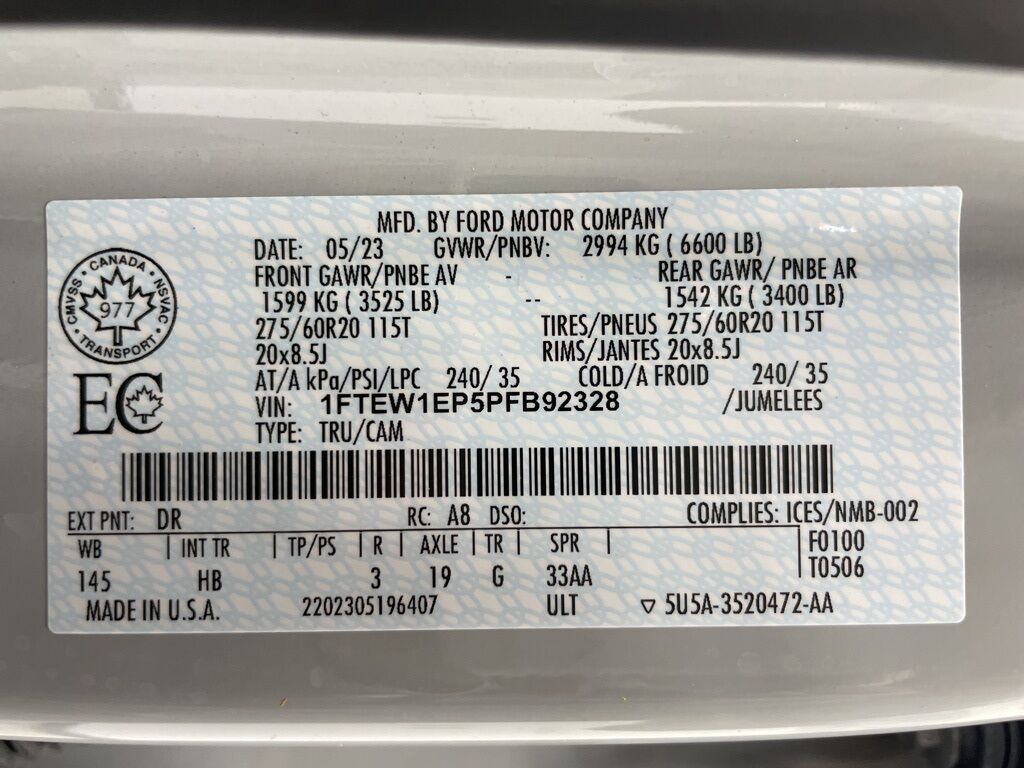 MFD. BY FORD MOTOR COMPANY
DATE: 05/23 GVWR/PNBV: 2994 KG ( 6600 LB)
FRONT GAWR/PNBE AV - REAR GAWR/ PNBE AR
1599 KG ( 3525 LB) -- 1542 KG ( 3400 LB)
275/60R20 115T TIRES/PNEUS 275/60R20 115T
20x8.5J RIMS/JANTES 20x8.5J
AT/A kPa/PSI/LPC 240/ 35 COLD/A FROID 240/ 35
VIN: 1FTEW1EP5PFB92328 /JUMELEES
TYPE: TRU/CAM
CANADA
CMVSS 977 NSVAC
TRANSPORT
EC
EXT PNT: DR RC: A8 DSO: COMPLIES: ICES/NMB-002
WB | INT TR | TP/PS | R | AXLE | TR | SPR | F0100
145 HB 3 19 G 33AA T0506
MADE IN U.S.A. 2202305196407 ULT ▽ 5U5A-3520472-AA